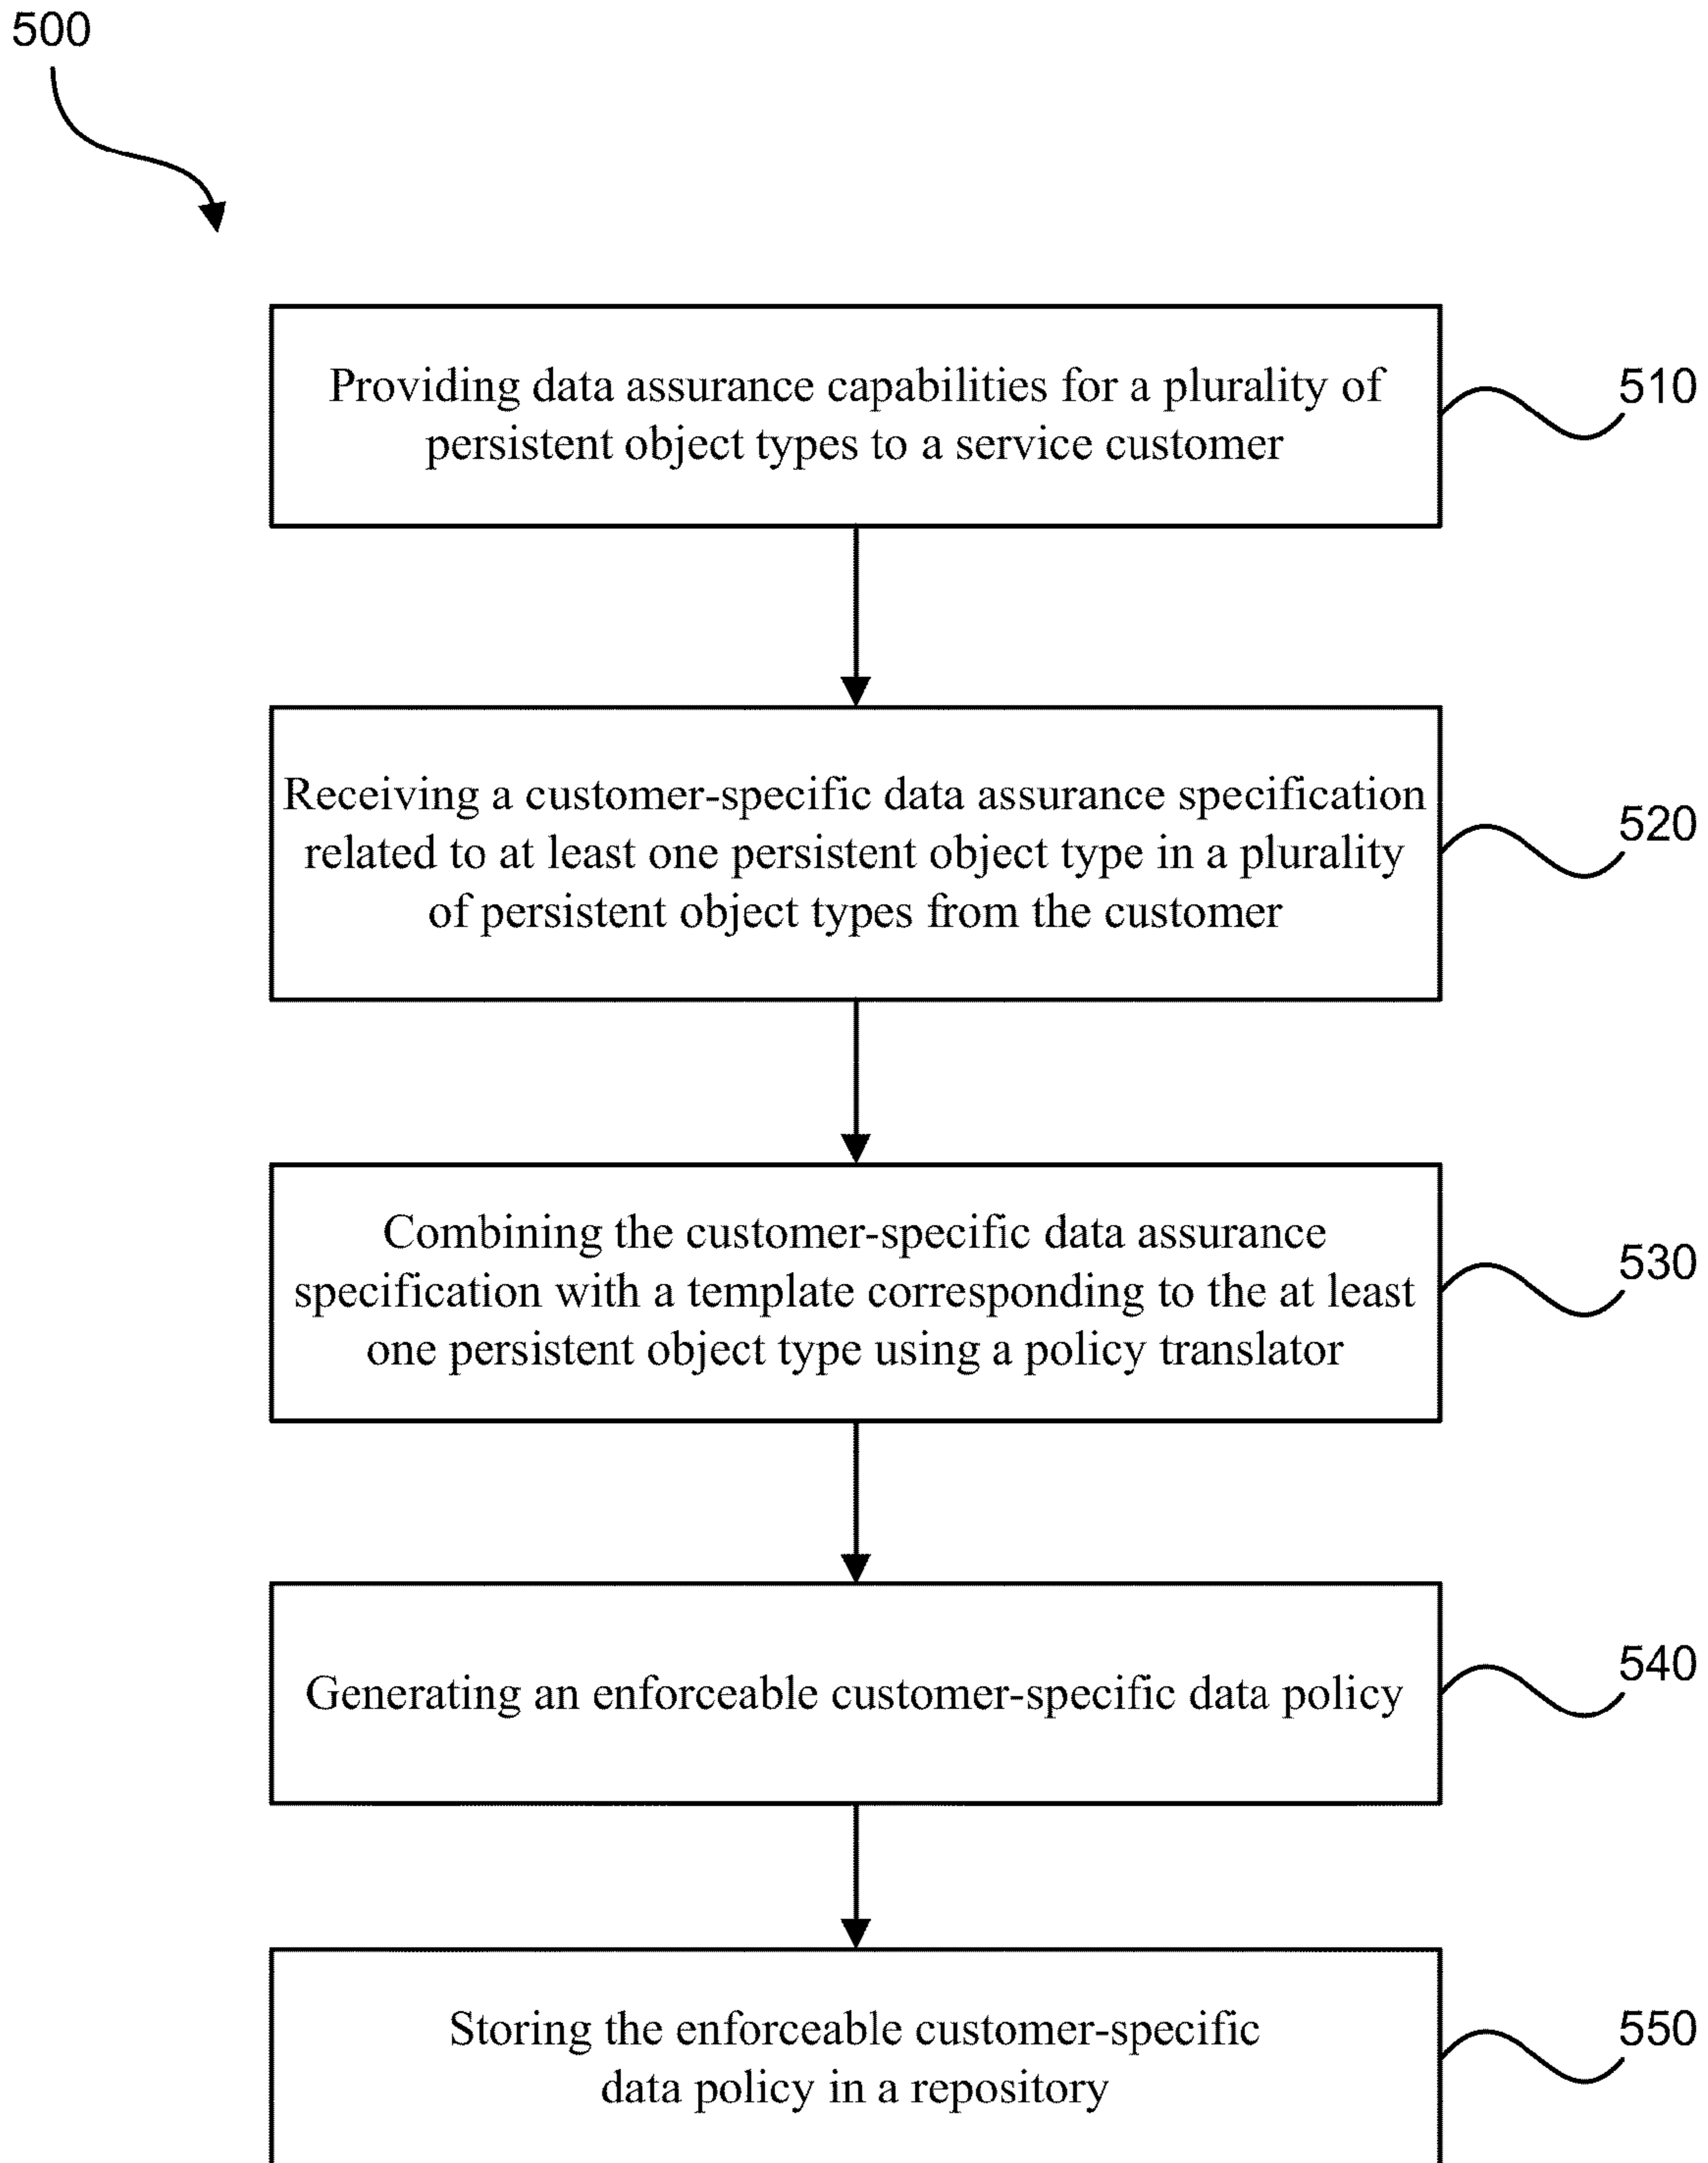 500
Providing data assurance capabilities for a plurality of
persistent object types to a service customer
510
Receiving a customer-specific data assurance specification
related to at least one persistent object type in a plurality
of persistent object types from the customer
520
Combining the customer-specific data assurance
specification with a template corresponding to the at least
one persistent object type using a policy translator
530
Generating an enforceable customer-specific data policy
540
Storing the enforceable customer-specific
data policy in a repository
550